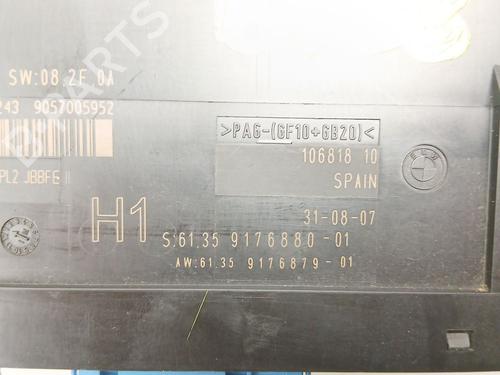 SW:08.2F.0A
243 9057005952
PL2 JBBFE II
>PA6-(GF10+GB20)<
106818 10
SPAIN
H1
31-08-07
S:61.35 9176880-01
AW:61.35 9176879-01